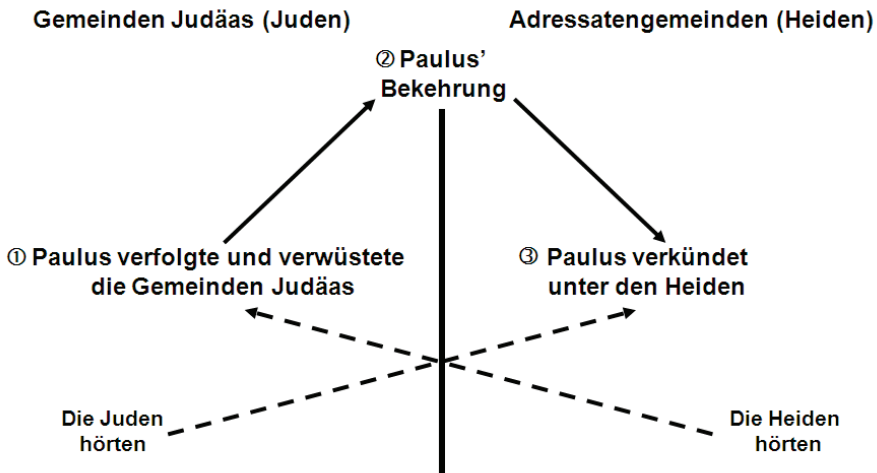 Gemeinden Judäas (Juden)
Adressatengemeinden (Heiden)
② Paulus’
Bekehrung
① Paulus verfolgte und verwüstete
die Gemeinden Judäas
③ Paulus verkündet
unter den Heiden
Die Juden
hörten
Die Heiden
hörten